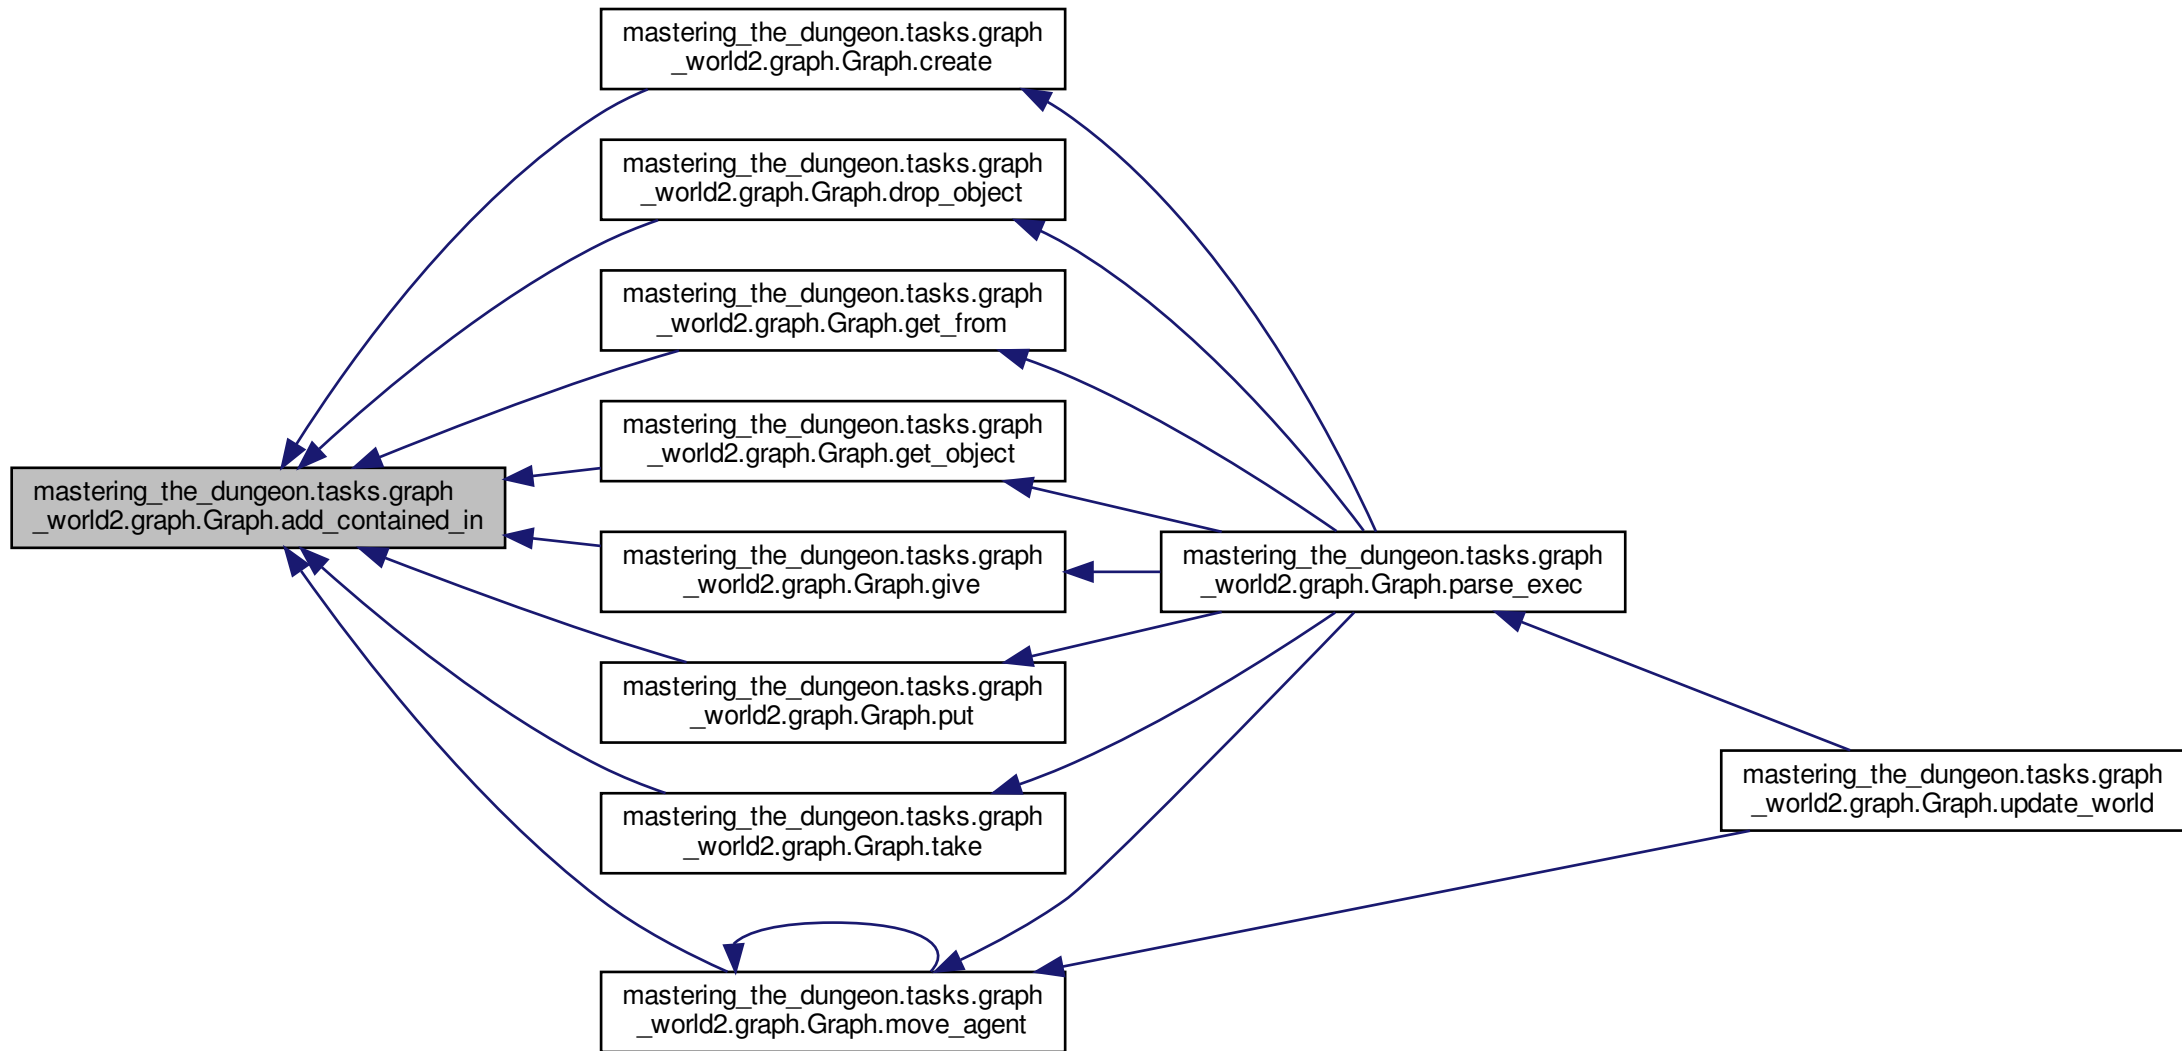 mastering_the_dungeon.tasks.graph
_world2.graph.Graph.create
mastering_the_dungeon.tasks.graph
_world2.graph.Graph.drop_object
mastering_the_dungeon.tasks.graph
_world2.graph.Graph.get_from
mastering_the_dungeon.tasks.graph
_world2.graph.Graph.get_object
mastering_the_dungeon.tasks.graph
_world2.graph.Graph.add_contained_in
mastering_the_dungeon.tasks.graph
_world2.graph.Graph.give
mastering_the_dungeon.tasks.graph
_world2.graph.Graph.parse_exec
mastering_the_dungeon.tasks.graph
_world2.graph.Graph.put
mastering_the_dungeon.tasks.graph
_world2.graph.Graph.update_world
mastering_the_dungeon.tasks.graph
_world2.graph.Graph.take
mastering_the_dungeon.tasks.graph
_world2.graph.Graph.move_agent